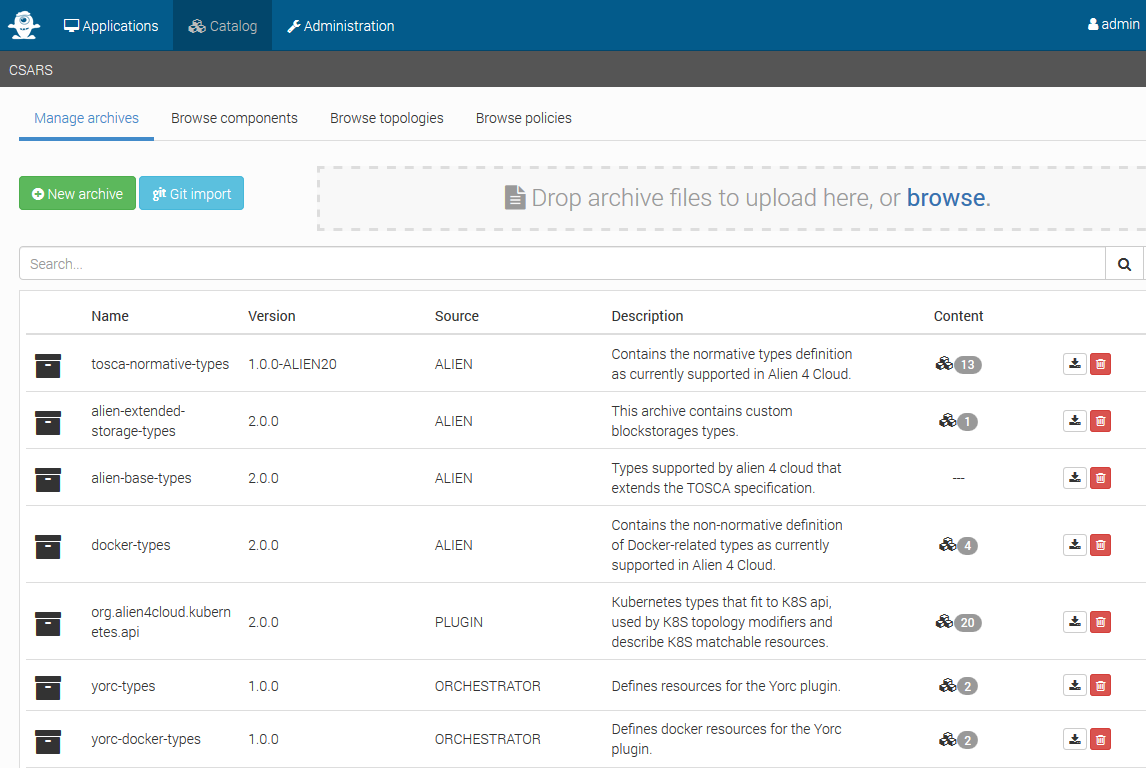 Applications Catalog Administration admin
CSARS
Manage archives Browse components Browse topologies Browse policies
New archive git Git import Drop archive files to upload here, or browse.
Search...
Name Version Source Description Content
tosca-normative-types 1.0.0-ALIEN20 ALIEN Contains the normative types definition 13
as currently supported in Alien 4 Cloud.
alien-extended- 2.0.0 ALIEN This archive contains custom 1
storage-types blockstorages types.
alien-base-types 2.0.0 ALIEN Types supported by alien 4 cloud that ---
extends the TOSCA specification.
docker-types 2.0.0 ALIEN Contains the non-normative definition 4
of Docker-related types as currently
supported in Alien 4 Cloud.
org.alien4cloud.kubern 2.0.0 PLUGIN Kubernetes types that fit to K8S api, 20
etes.api used by K8S topology modifiers and
describe K8S matchable resources.
yorc-types 1.0.0 ORCHESTRATOR Defines resources for the Yorc plugin. 2
yorc-docker-types 1.0.0 ORCHESTRATOR Defines docker resources for the Yorc 2
plugin.